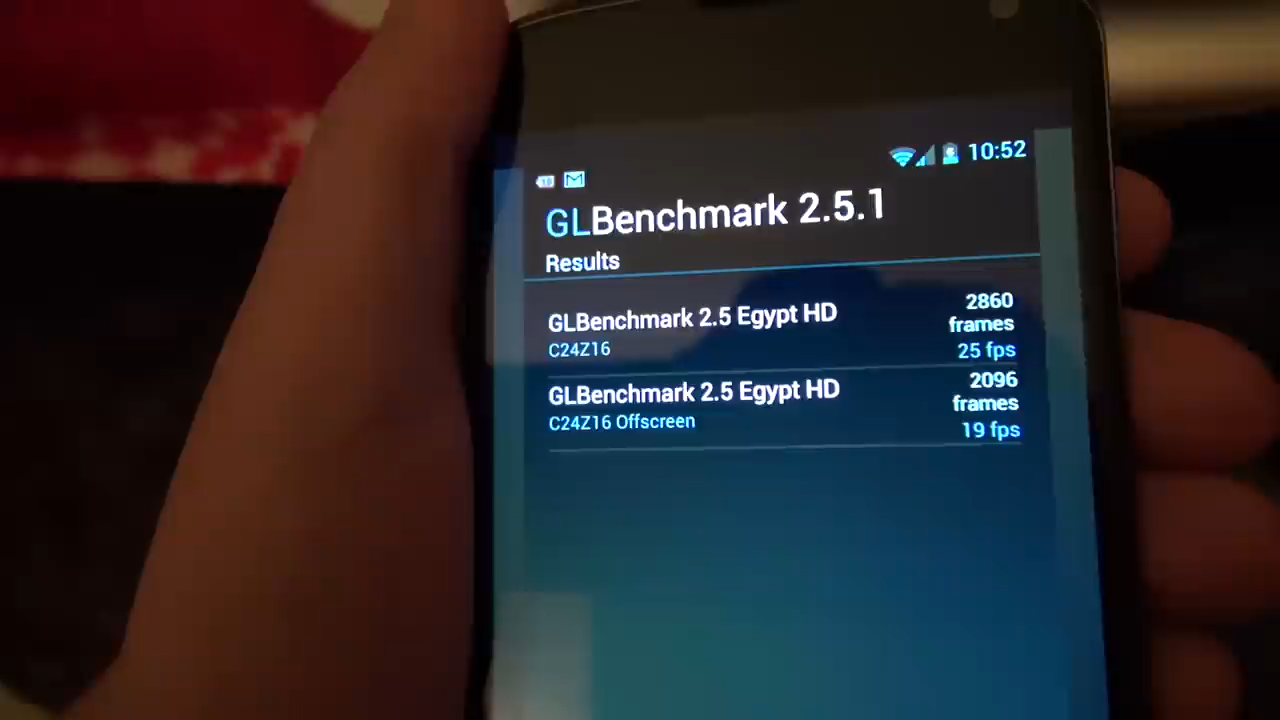 10:52
GLBenchmark 2.5.1
Results
GLBenchmark 2.5 Egypt HD
2860 frames
C24Z16
25 fps
GLBenchmark 2.5 Egypt HD
2096 frames
C24Z16 Offscreen
19 fps